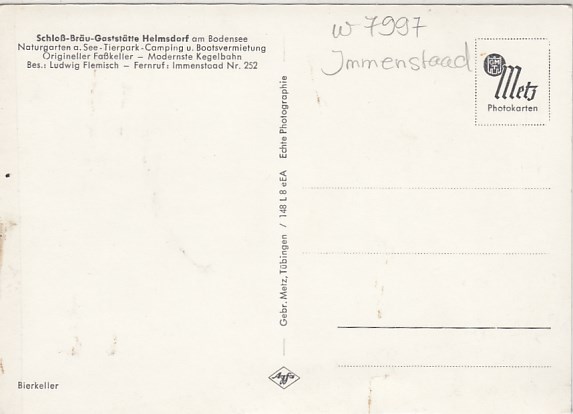 Schloß-Bräu-Gaststätte Helmsdorf am Bodensee
Naturgarten a. See - Tierpark - Camping u. Bootsvermietung
Origineller Faßkeller — Modernste Kegelbahn
Bes.: Ludwig Flemisch - Fernruf: Immenstaad Nr. 252
W 7997
Immenstaad
Metz
Photokarten
Gebr. Metz, Tübingen / 148 L 8 eEA Echte Photographie
Agfa
Bierkeller